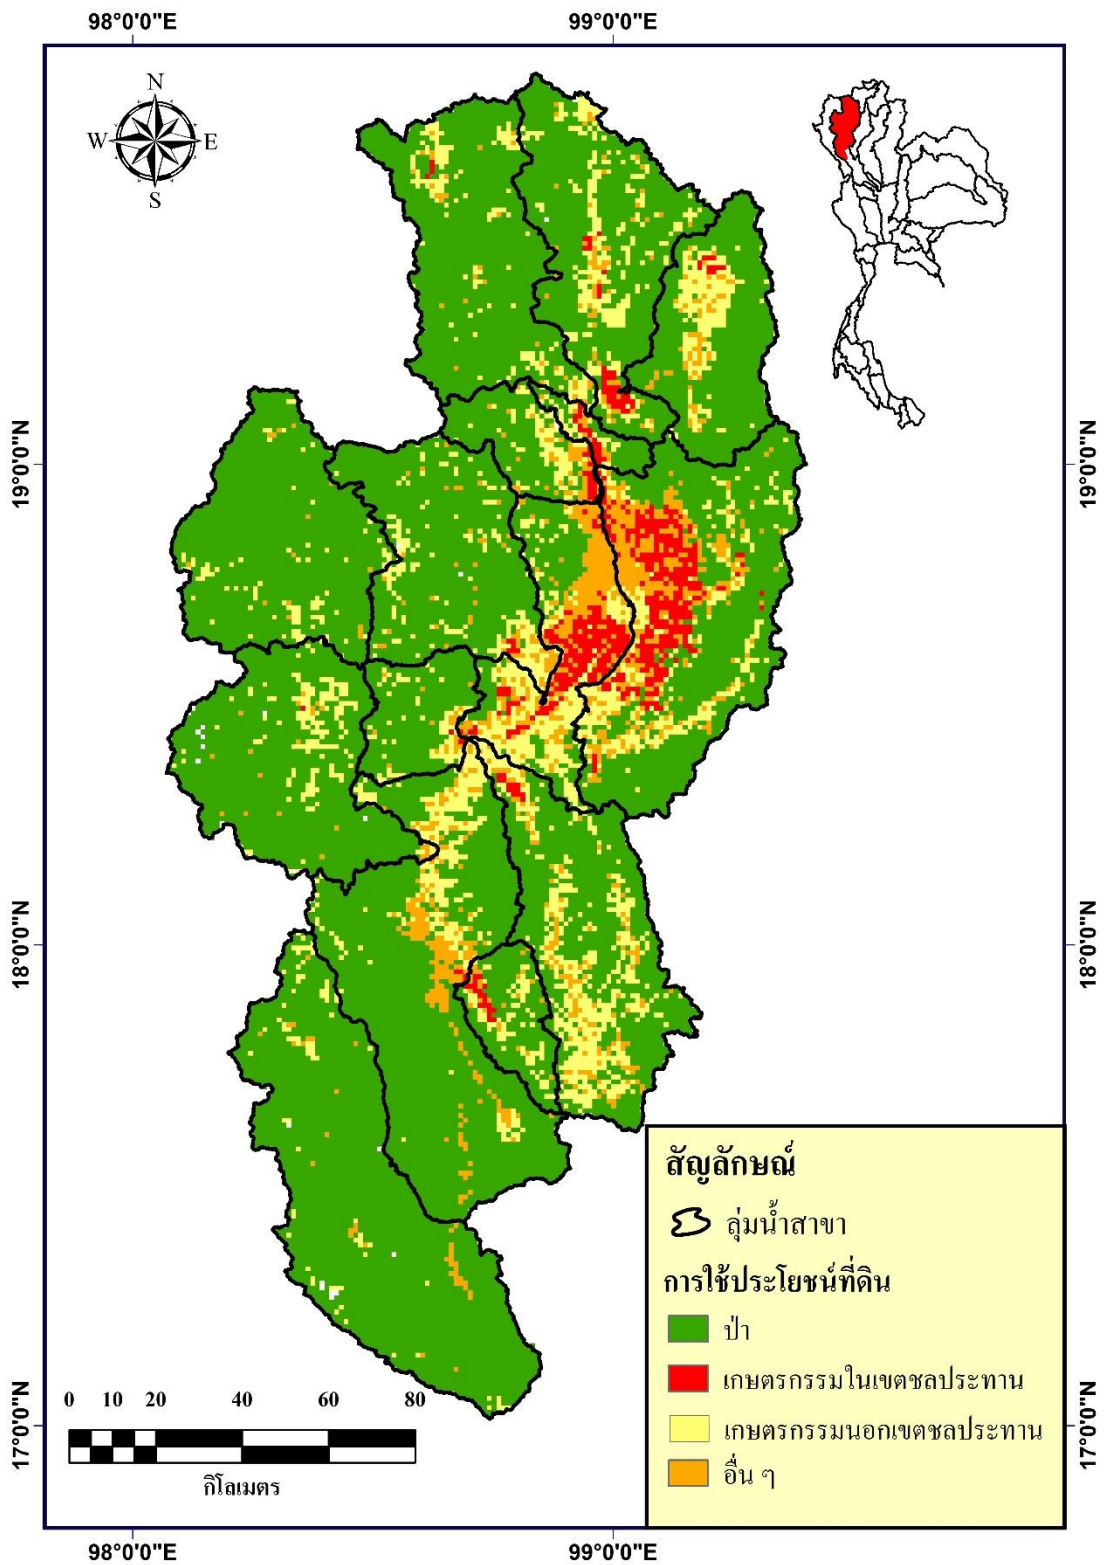 98°0'0"E 99°0'0"E
N
W E
S
19°0'0"N 19°0'0"N
18°0'0"N 18°0'0"N
สัญลักษณ์
ลุ่มน้ำสาขา
การใช้ประโยชน์ที่ดิน
ป่า
เกษตรกรรมในเขตชลประทาน
เกษตรกรรมนอกเขตชลประทาน
อื่น ๆ
0 10 20 40 60 80
กิโลเมตร
17°0'0"N 17°0'0"N
98°0'0"E 99°0'0"E